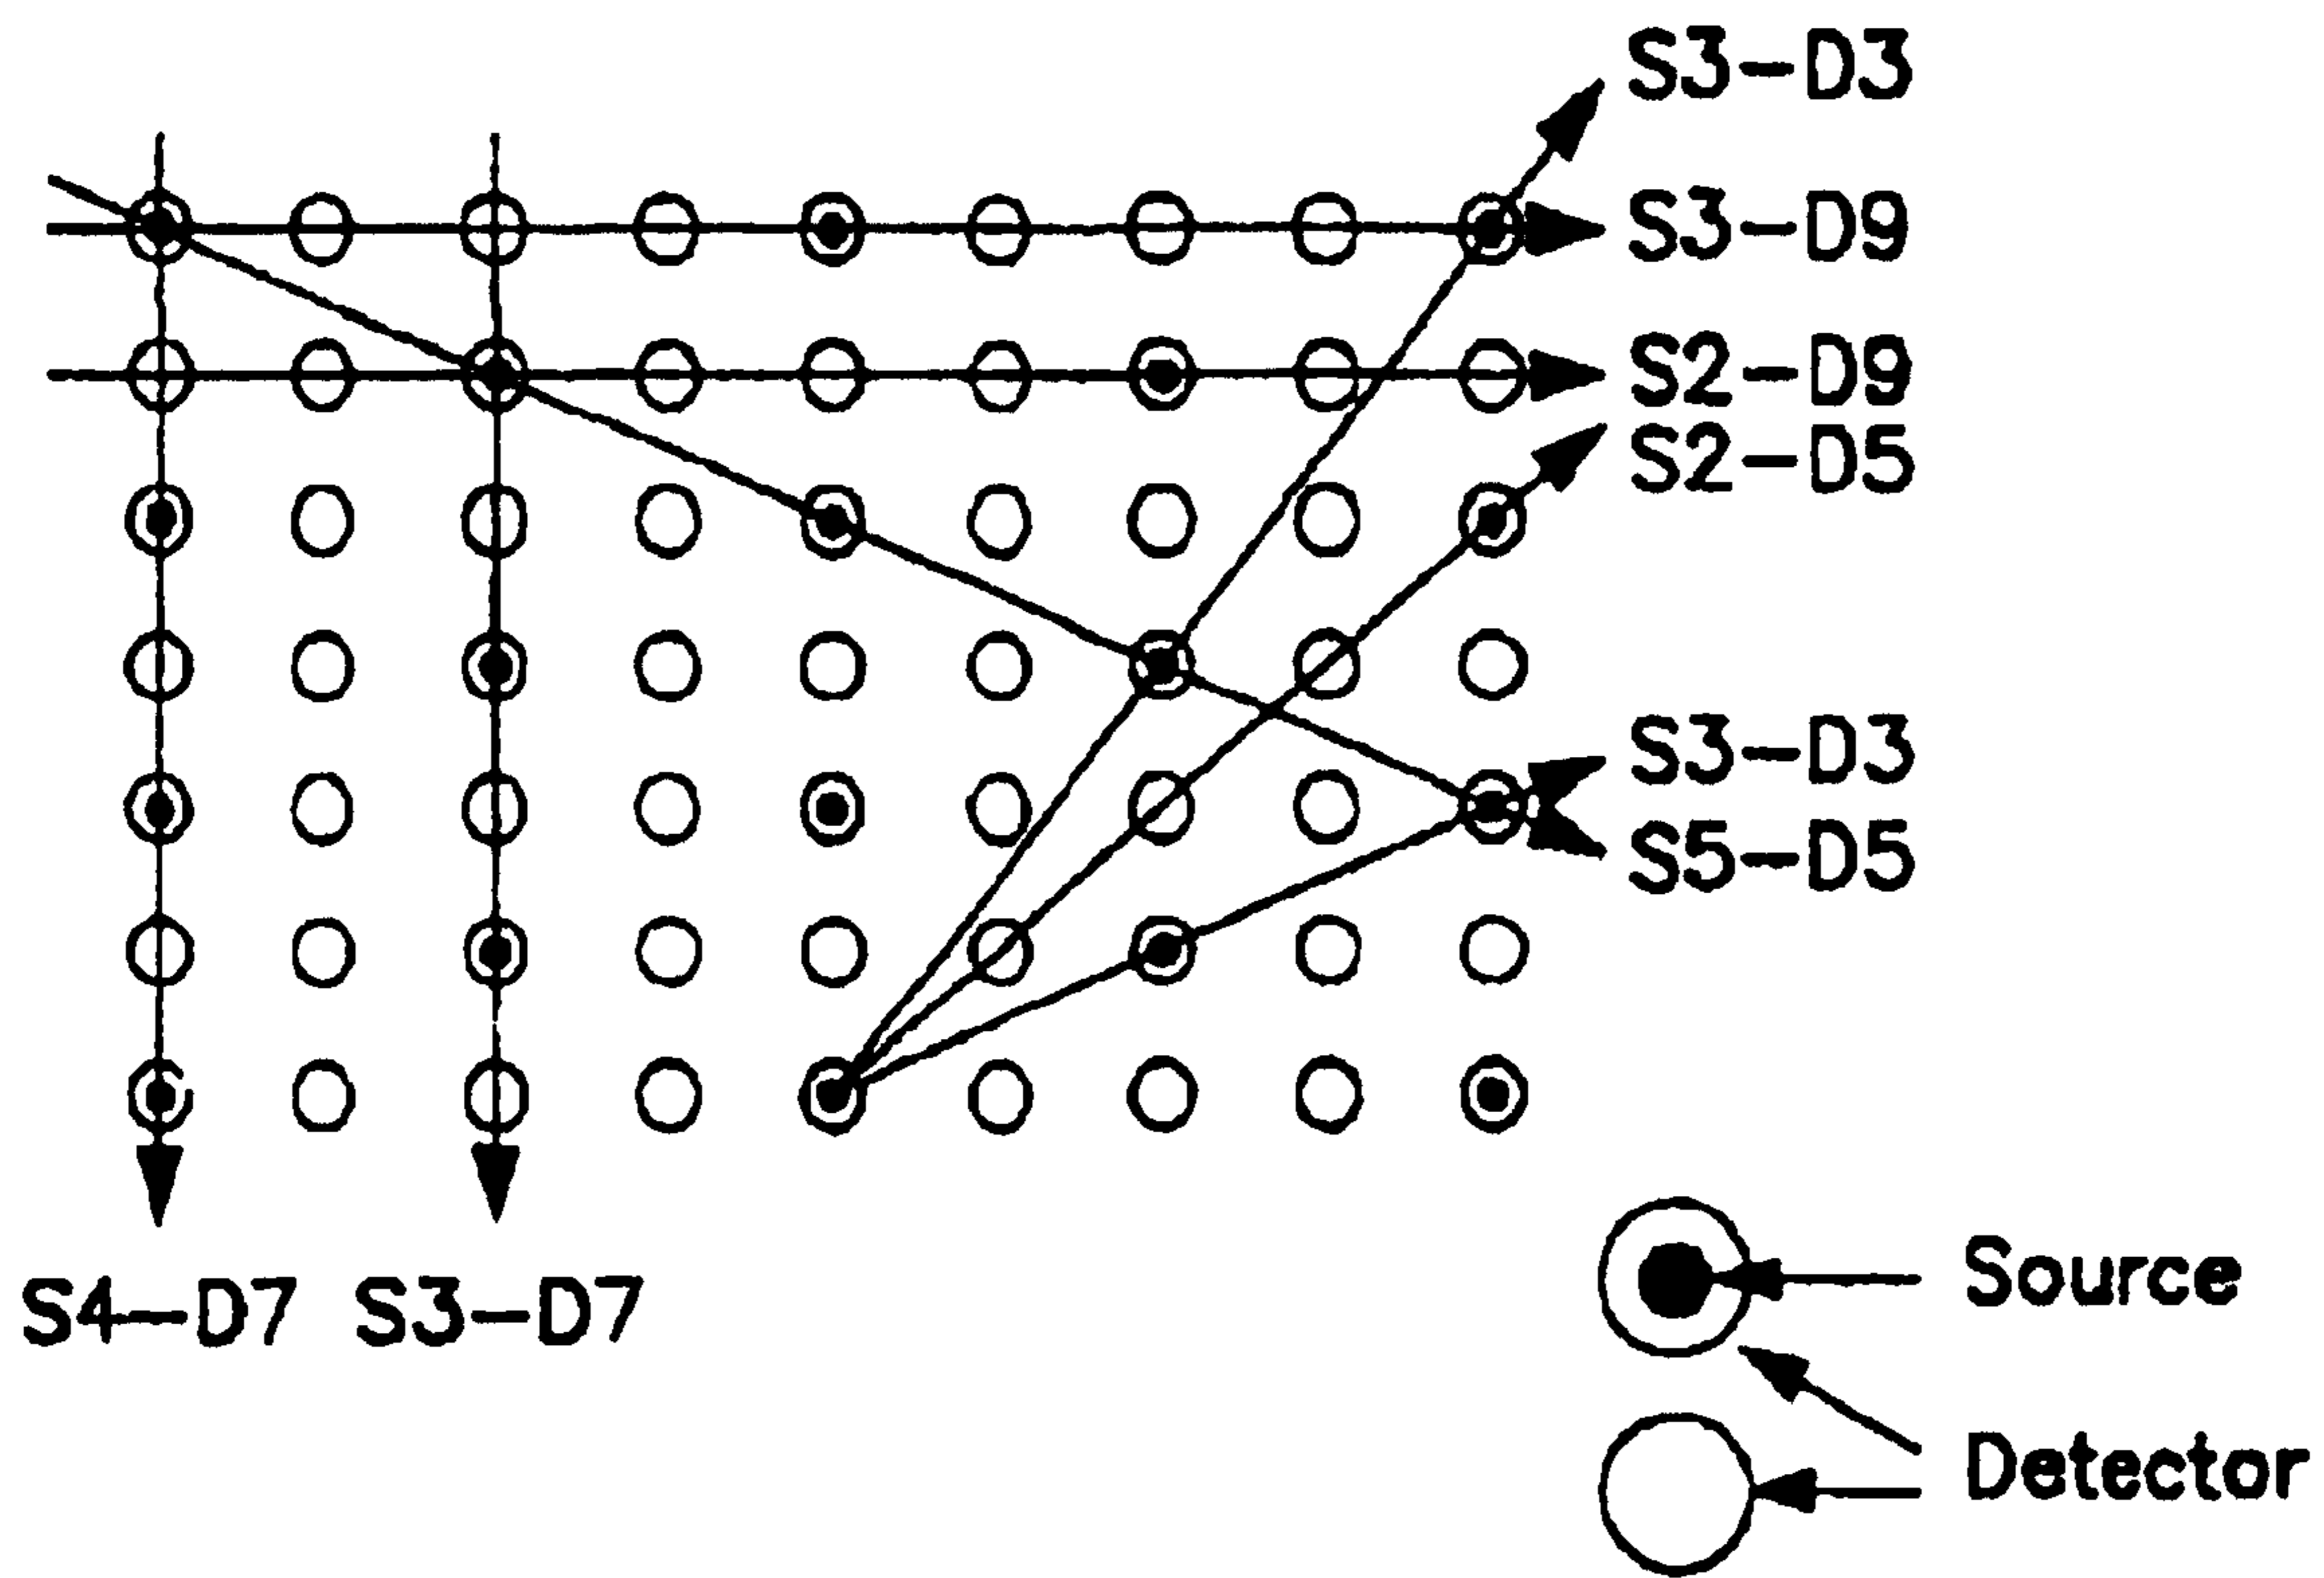 S3-D3
S3-D9
S2-D9
S2-D5
S3-D3
S5-D5
S4-D7 S3-D7
Source
Detector